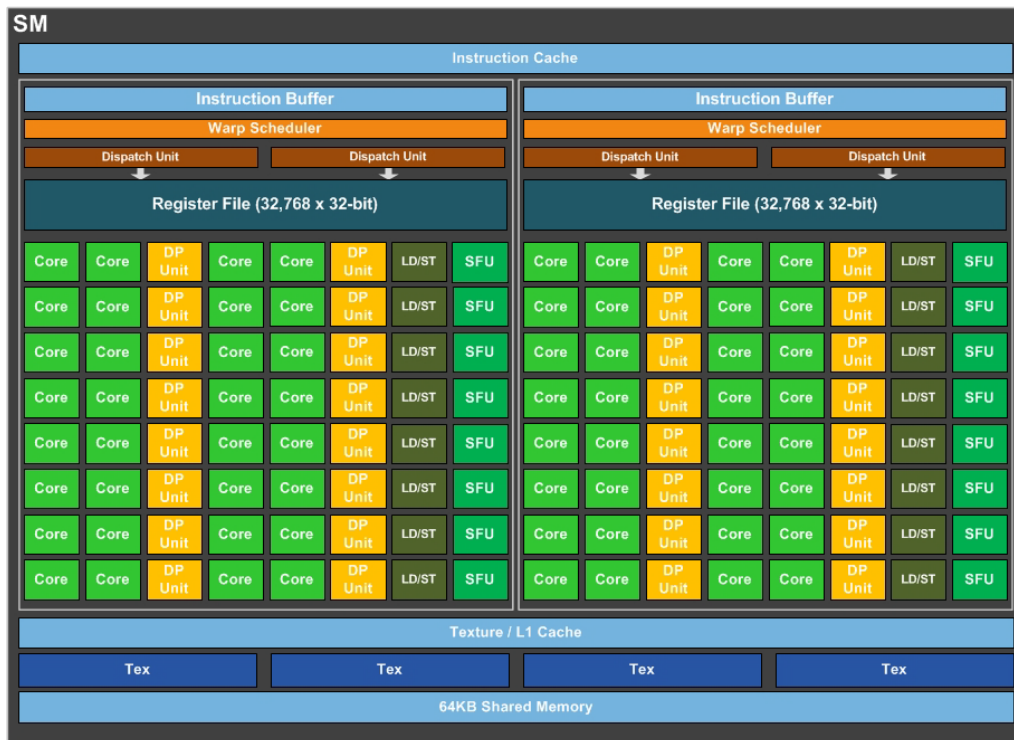 SM
Instruction Cache
Instruction Buffer Instruction Buffer
Warp Scheduler Warp Scheduler
Dispatch Unit Dispatch Unit Dispatch Unit Dispatch Unit
Register File (32,768 x 32-bit) Register File (32,768 x 32-bit)
Core Core DP Unit Core Core DP Unit LD/ST SFU Core Core DP Unit Core Core DP Unit LD/ST SFU
Core Core DP Unit Core Core DP Unit LD/ST SFU Core Core DP Unit Core Core DP Unit LD/ST SFU
Core Core DP Unit Core Core DP Unit LD/ST SFU Core Core DP Unit Core Core DP Unit LD/ST SFU
Core Core DP Unit Core Core DP Unit LD/ST SFU Core Core DP Unit Core Core DP Unit LD/ST SFU
Core Core DP Unit Core Core DP Unit LD/ST SFU Core Core DP Unit Core Core DP Unit LD/ST SFU
Core Core DP Unit Core Core DP Unit LD/ST SFU Core Core DP Unit Core Core DP Unit LD/ST SFU
Core Core DP Unit Core Core DP Unit LD/ST SFU Core Core DP Unit Core Core DP Unit LD/ST SFU
Core Core DP Unit Core Core DP Unit LD/ST SFU Core Core DP Unit Core Core DP Unit LD/ST SFU
Texture / L1 Cache
Tex Tex Tex Tex
64KB Shared Memory